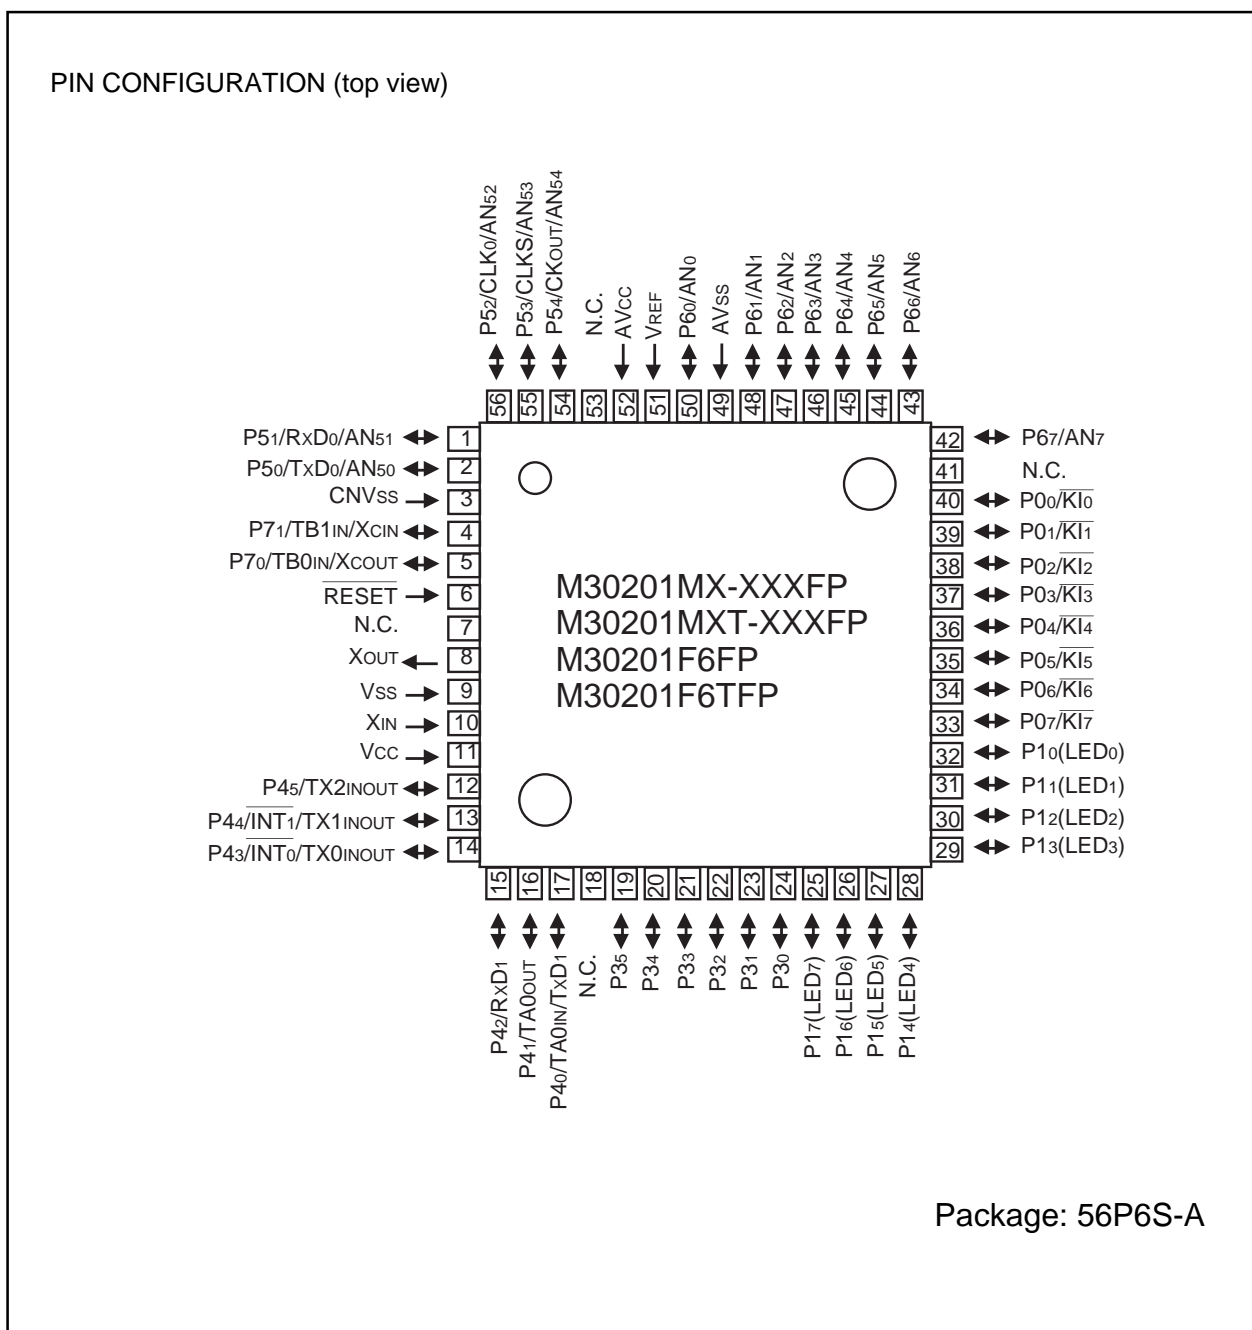 PIN CONFIGURATION (top view)
P52/CLK0/AN52
P53/CLKS/AN53
P54/CKOUT/AN54
N.C.
AVCC
VREF
P60/AN0
AVSS
P61/AN1
P62/AN2
P63/AN3
P64/AN4
P65/AN5
P66/AN6
56
55
54
53
52
51
50
49
48
47
46
45
44
43
P51/RXD0/AN51 1
P50/TXD0/AN50 2
CNVSS 3
P71/TB1IN/XCIN 4
P70/TB0IN/XCOUT 5
RESET 6
N.C. 7
XOUT 8
VSS 9
XIN 10
VCC 11
P45/TX2INOUT 12
P44/INT1/TX1INOUT 13
P43/INT0/TX0INOUT 14
M30201MX-XXXFP
M30201MXT-XXXFP
M30201F6FP
M30201F6TFP
42 P67/AN7
41 N.C.
40 P00/KI0
39 P01/KI1
38 P02/KI2
37 P03/KI3
36 P04/KI4
35 P05/KI5
34 P06/KI6
33 P07/KI7
32 P10(LED0)
31 P11(LED1)
30 P12(LED2)
29 P13(LED3)
15
16
17
18
19
20
21
22
23
24
25
26
27
28
P42/RXD1
P41/TA0OUT
P40/TA0IN/TXD1
N.C.
P35
P34
P33
P32
P31
P30
P17(LED7)
P16(LED6)
P15(LED5)
P14(LED4)
Package: 56P6S-A